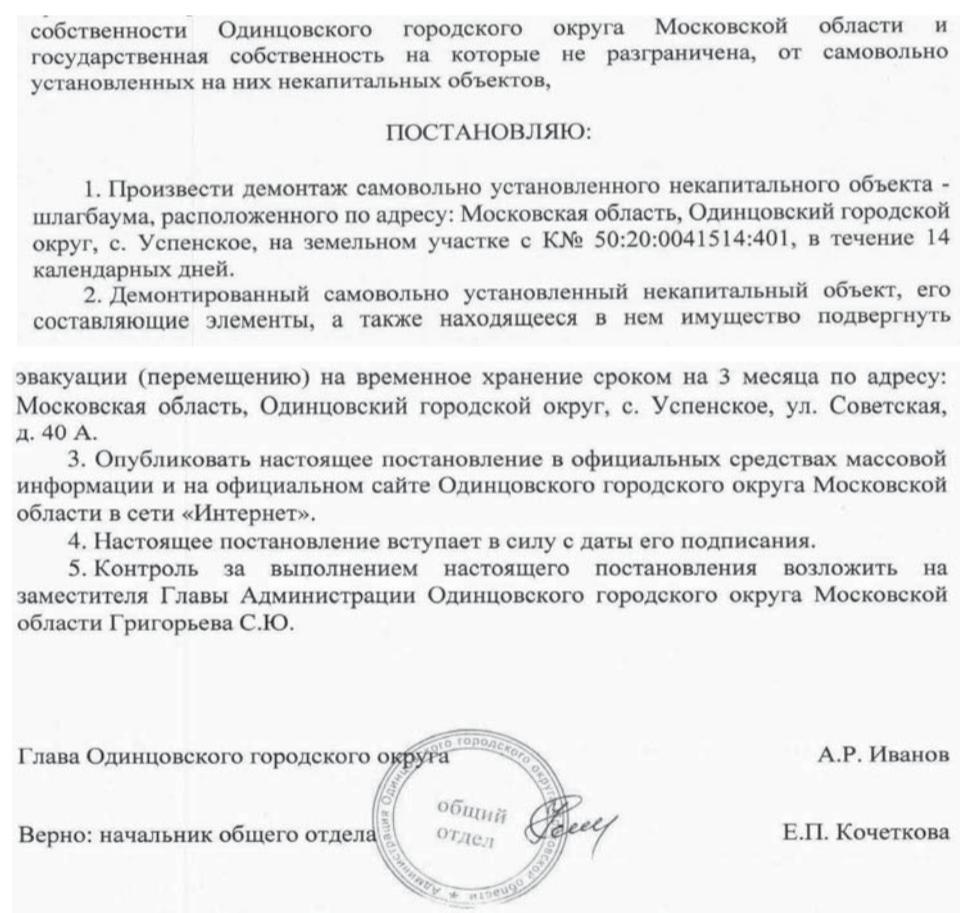 собственности Одинцовского городского округа Московской области и
государственная собственность на которые не разграничена, от самовольно
установленных на них некапитальных объектов,
ПОСТАНОВЛЯЮ:
1. Произвести демонтаж самовольно установленного некапитального объекта -
шлагбаума, расположенного по адресу: Московская область, Одинцовский городской
округ, с. Успенское, на земельном участке с К№ 50:20:0041514:401, в течение 14
календарных дней.
2. Демонтированный самовольно установленный некапитальный объект, его
составляющие элементы, а также находящееся в нем имущество подвергнуть
эвакуации (перемещению) на временное хранение сроком на 3 месяца по адресу:
Московская область, Одинцовский городской округ, с. Успенское, ул. Советская,
д. 40 А.
3. Опубликовать настоящее постановление в официальных средствах массовой
информации и на официальном сайте Одинцовского городского округа Московской
области в сети «Интернет».
4. Настоящее постановление вступает в силу с даты его подписания.
5. Контроль за выполнением настоящего постановления возложить на
заместителя Главы Администрации Одинцовского городского округа Московской
области Григорьева С.Ю.
Глава Одинцовского городского округа А.Р. Иванов
Верно: начальник общего отдела Е.П. Кочеткова
Администрация Одинцовского городского округа Московской области *
общий
отдел